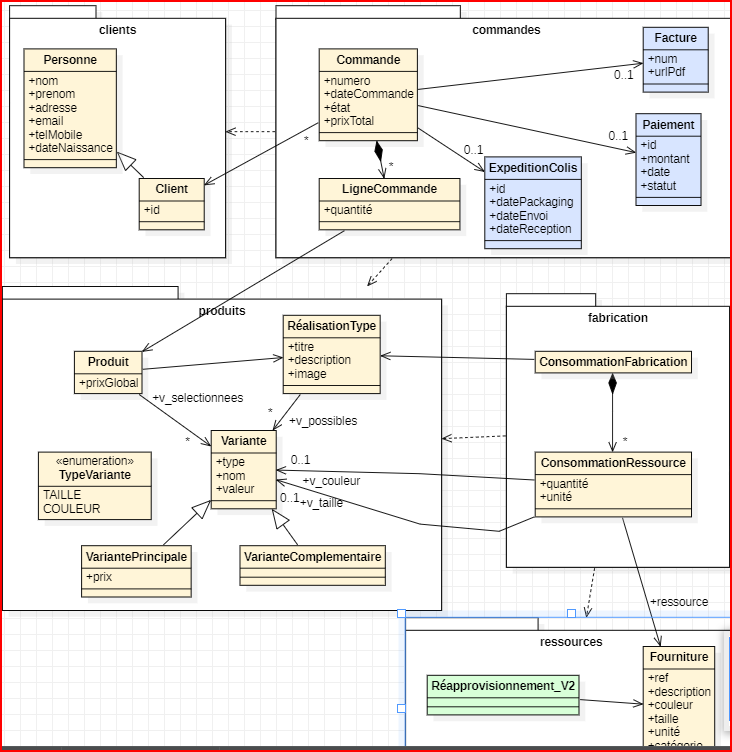 clients
Personne
+nom
+prenom
+adresse
+email
+telMobile
+dateNaissance
Client
+id
commandes
Commande
+numero
+dateCommande
+état
+prixTotal
*
*
LigneCommande
+quantité
0..1
Facture
+num
+urlPdf
0..1
Paiement
+id
+montant
+date
+statut
0..1
ExpeditionColis
+id
+datePackaging
+dateEnvoi
+dateReception
produits
Produit
+prixGlobal
RéalisationType
+titre
+description
+image
+v_selectionnees
*
*
+v_possibles
Variante
+type
+nom
+valeur
0..1
+v_couleur
0..1
+v_taille
«enumeration»
TypeVariante
TAILLE
COULEUR
VariantePrincipale
+prix
VarianteComplementaire
fabrication
ConsommationFabrication
*
ConsommationRessource
+quantité
+unité
+ressource
ressources
Réapprovisionnement_V2
Fourniture
+ref
+description
+couleur
+taille
+unité
+catégorie